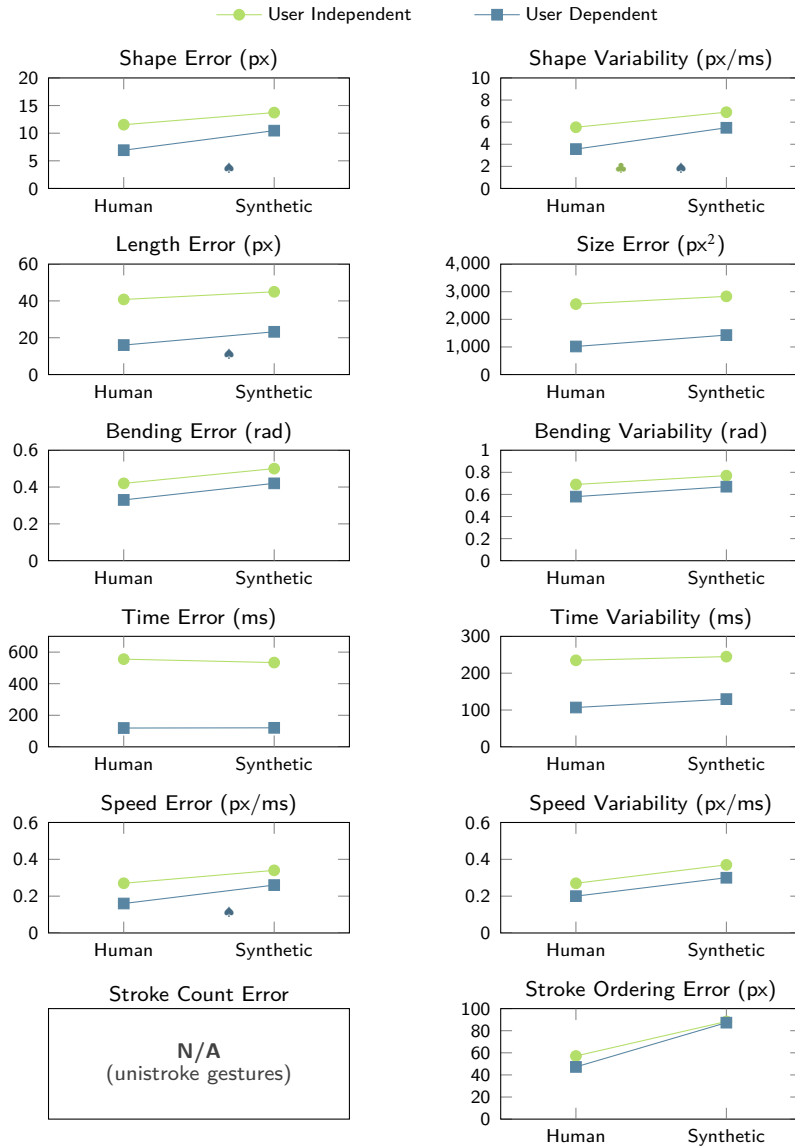 User Independent User Dependent
Shape Error (px)
20
15
10
5
0
Human Synthetic
Shape Variability (px/ms)
10
8
6
4
2
0
♣ ♠
Human Synthetic
Length Error (px)
60
40
20
0
Human Synthetic
Size Error (px²)
4,000
3,000
2,000
1,000
0
Human Synthetic
Bending Error (rad)
0.6
0.4
0.2
0
Human Synthetic
Bending Variability (rad)
1
0.8
0.6
0.4
0.2
0
Human Synthetic
Time Error (ms)
600
400
200
0
Human Synthetic
Time Variability (ms)
300
200
100
0
Human Synthetic
Speed Error (px/ms)
0.6
0.4
0.2
0
Human Synthetic
Speed Variability (px/ms)
0.6
0.4
0.2
0
Human Synthetic
Stroke Count Error
N/A
(unistroke gestures)
Stroke Ordering Error (px)
100
80
60
40
20
0
Human Synthetic